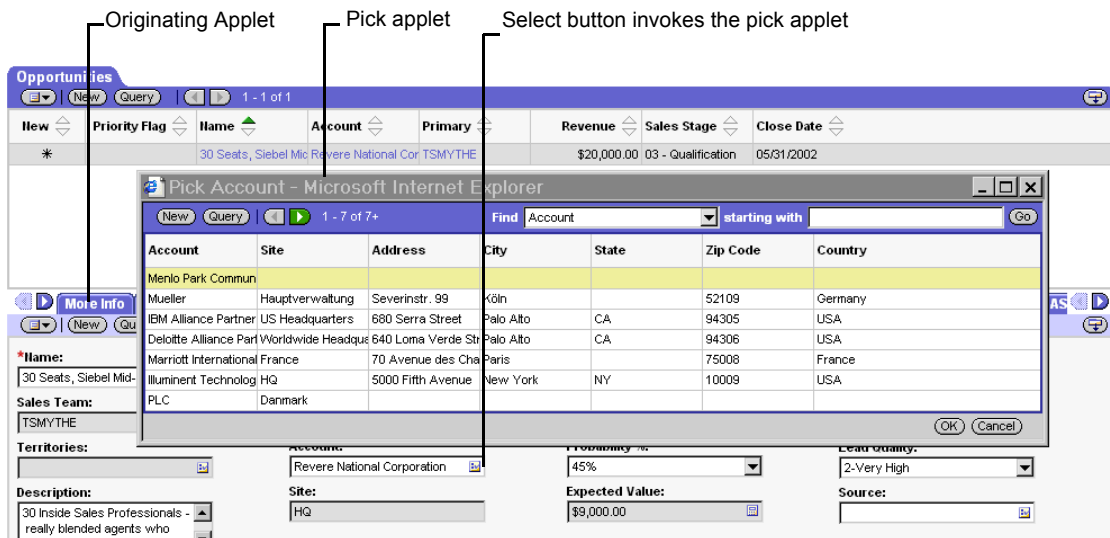 Originating Applet Pick applet Select button invokes the pick applet
Opportunities
New Query 1 - 1 of 1
New Priority Flag Name Account Primary Revenue Sales Stage Close Date
30 Seats, Siebel Mic Revere National Cor TSMYTHE $20,000.00 03 - Qualification 05/31/2002
Pick Account - Microsoft Internet Explorer
New Query 1 - 7 of 7+ Find Account starting with Go
Account Site Address City State Zip Code Country
Menlo Park Commun
Mueller Hauptverwaltung Severinstr. 99 Köln 52109 Germany
IBM Alliance Partner US Headquarters 680 Serra Street Palo Alto CA 94305 USA
Deloitte Alliance Part Worldwide Headqua 640 Loma Verde Str Palo Alto CA 94306 USA
Marriott International France 70 Avenue des Cha Paris 75008 France
Illuminent Technolog HQ 5000 Fifth Avenue New York NY 10009 USA
PLC Danmark
OK Cancel
More Info AS
New Qu
*Name:
30 Seats, Siebel Mid-
Sales Team:
TSMYTHE
Territories: Account: Probability %: Lead Quality:
Revere National Corporation 45% 2-Very High
Description: Site: Expected Value: Source:
30 Inside Sales Professionals - HQ $9,000.00
really blended agents who